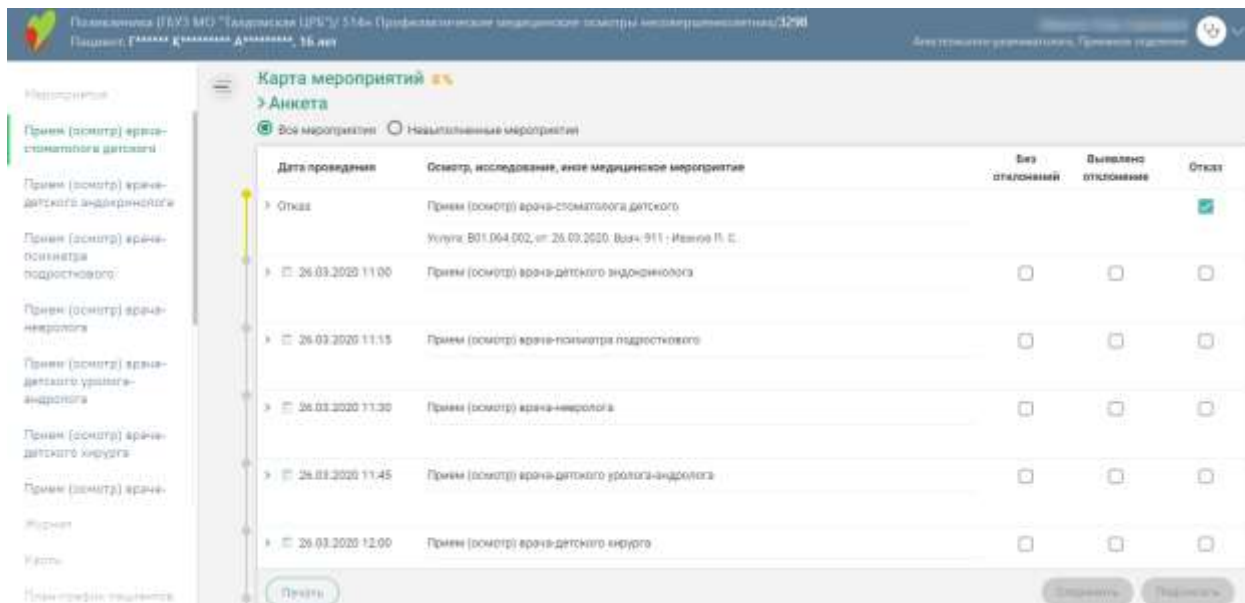 Поликлиника (ГБУЗ МО "Талдомская ЦРБ")/ 514н Профилактические медицинские осмотры несовершеннолетних/3298
Пациент: Г****** К********* А*********, 16 лет
Приемное отделение
Мероприятия
Прием (осмотр) врача-
стоматолога детского
Прием (осмотр) врача-
детского эндокринолога
Прием (осмотр) врача-
психиатра
подросткового
Прием (осмотр) врача-
невролога
Прием (осмотр) врача-
детского уролога-
андролога
Прием (осмотр) врача-
детского хирурга
Прием (осмотр) врача-
Журнал
Карты
План-график пациентов
Карта мероприятий 0 %
Анкета
Все мероприятия Невыполненные мероприятия
Дата проведения Осмотр, исследование, иное медицинское мероприятие Без отклонений Выявлено отклонение Отказ
Отказ Прием (осмотр) врача-стоматолога детского
Услуга: B01.064.002, от: 26.03.2020. Врач: 911 - Иванов П. С.
26.03.2020 11:00 Прием (осмотр) врача-детского эндокринолога
26.03.2020 11:15 Прием (осмотр) врача-психиатра подросткового
26.03.2020 11:30 Прием (осмотр) врача-невролога
26.03.2020 11:45 Прием (осмотр) врача-детского уролога-андролога
26.03.2020 12:00 Прием (осмотр) врача-детского хирурга
Печать Сохранить Подписать